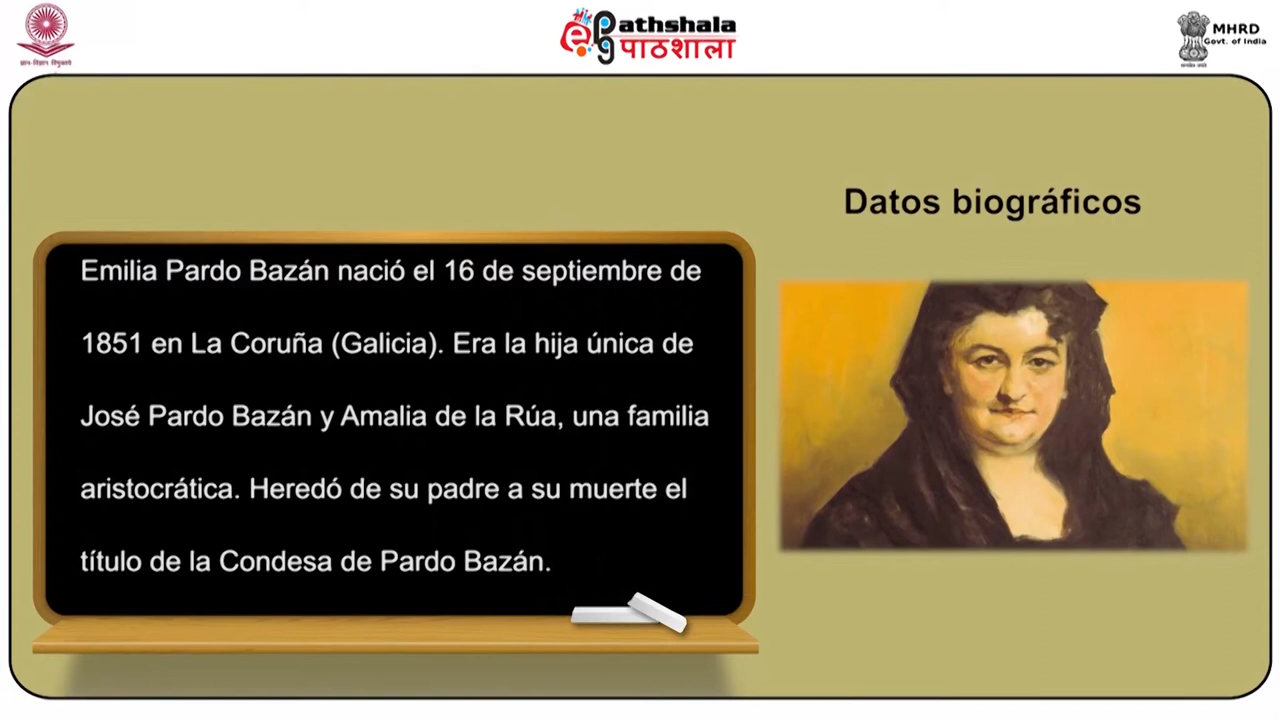 ज्ञान-विज्ञान विमुक्तये
ePathshala
पाठशाला
MHRD
Govt. of India
Datos biográficos
Emilia Pardo Bazán nació el 16 de septiembre de
1851 en La Coruña (Galicia). Era la hija única de
José Pardo Bazán y Amalia de la Rúa, una familia
aristocrática. Heredó de su padre a su muerte el
título de la Condesa de Pardo Bazán.